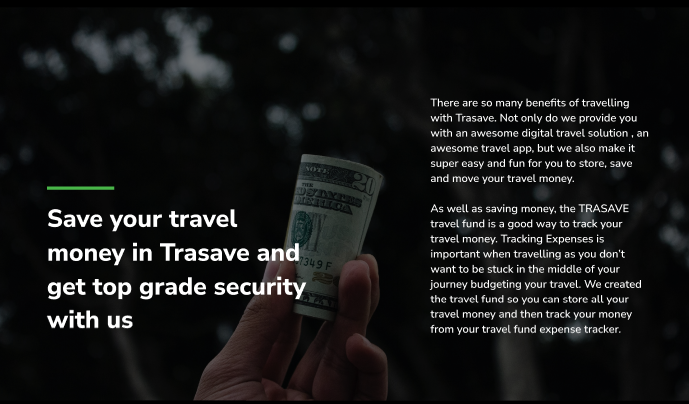 Save your travel
money in Trasave and
get top grade security
with us
There are so many benefits of travelling
with Trasave. Not only do we provide you
with an awesome digital travel solution , an
awesome travel app, but we also make it
super easy and fun for you to store, save
and move your travel money.
As well as saving money, the TRASAVE
travel fund is a good way to track your
travel money. Tracking Expenses is
important when travelling as you don't
want to be stuck in the middle of your
journey budgeting your travel. We created
the travel fund so you can store all your
travel money and then track your money
from your travel fund expense tracker.
20
THE
AMERICA